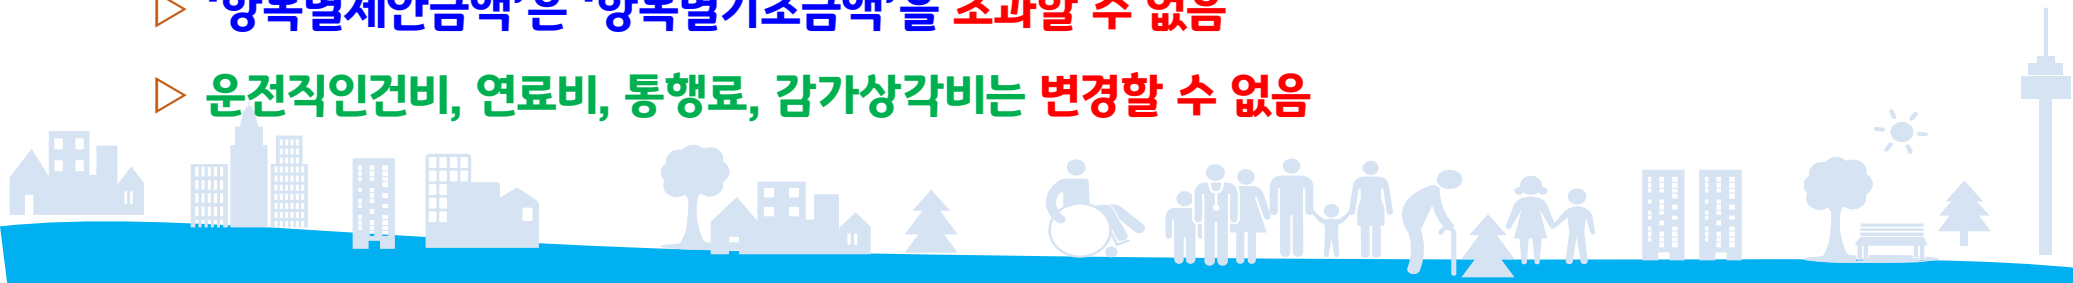 ▷ '항목별제안금액'은 '항목별기초금액'을 초과할 수 없음
▷ 운전직인건비, 연료비, 통행료, 감가상각비는 변경할 수 없음